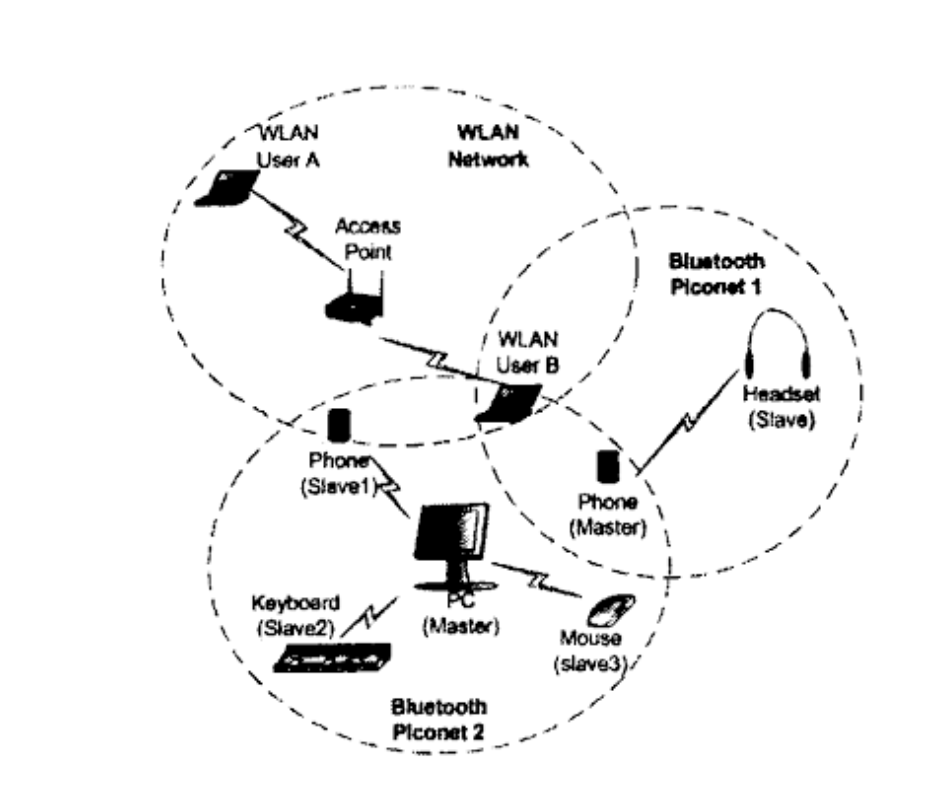 WLAN
User A
WLAN
Network
Access
Point
Bluetooth
Piconet 1
WLAN
User B
Headset
(Slave)
Phone
(Slave1)
Phone
(Master)
Keyboard
(Slave2)
PC
(Master)
Mouse
(slave3)
Bluetooth
Piconet 2